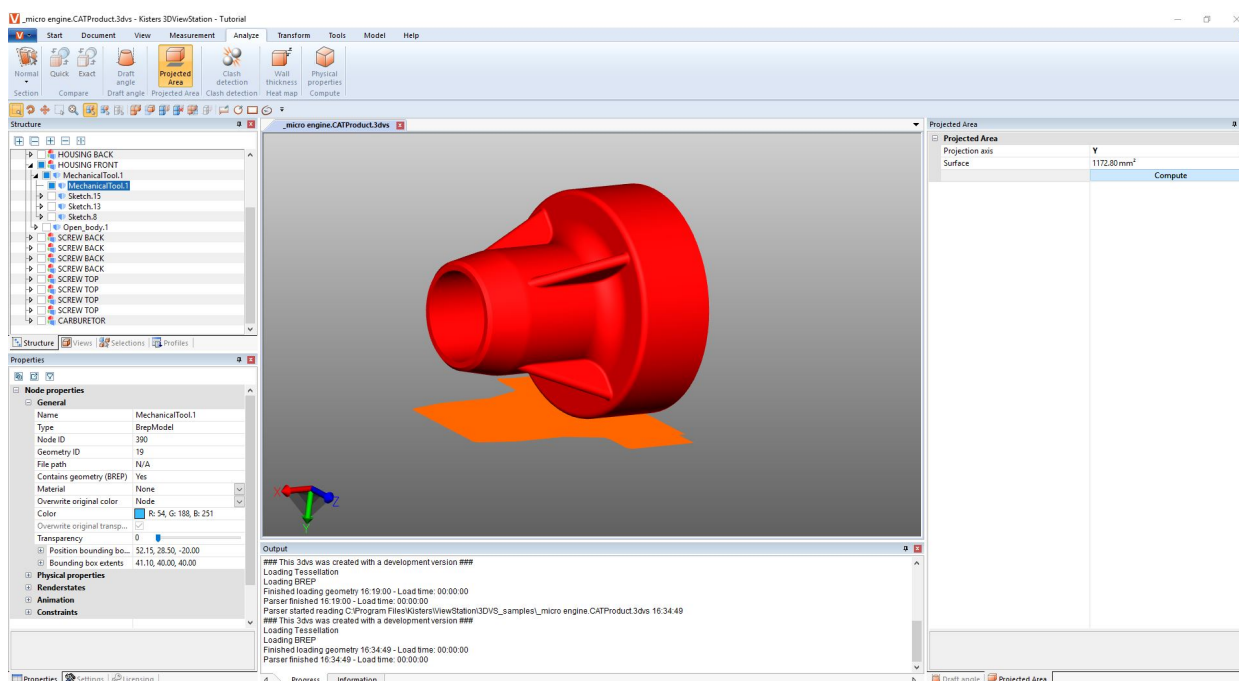 _micro engine.CATProduct.3dvs - Kisters 3DViewStation - Tutorial
Start Document View Measurement Analyze Transform Tools Model Help
Normal Quick Exact Draft angle Projected Area Clash detection Wall thickness Physical properties
Section Compare Draft angle Projected Area Clash detection Heat map Compute
Structure
HOUSING BACK
HOUSING FRONT
MechanicalTool.1
MechanicalTool.1
Sketch.15
Sketch.13
Sketch.8
Open_body.1
SCREW BACK
SCREW BACK
SCREW BACK
SCREW BACK
SCREW TOP
SCREW TOP
SCREW TOP
SCREW TOP
CARBURETOR
Structure Views Selections Profiles
Properties
Node properties
General
Name MechanicalTool.1
Type BrepModel
Node ID 390
Geometry ID 19
File path N/A
Contains geometry (BREP) Yes
Material None
Overwrite original color Node
Color R: 54, G: 188, B: 251
Overwrite original transp...
Transparency 0
Position bounding bo... 52.15, 28.50, -20.00
Bounding box extents 41.10, 40.00, 40.00
Physical properties
Renderstates
Animation
Constraints
Properties Settings Licensing
_micro engine.CATProduct.3dvs
X
Z
Y
Output
### This 3dvs was created with a development version ###
Loading Tessellation
Loading BREP
Finished loading geometry 16:19:00 - Load time: 00:00:00
Parser finished 16:19:00 - Load time: 00:00:00
Parser started reading C:\Program Files\Kisters\ViewStation\3DVS_samples\_micro engine.CATProduct.3dvs 16:34:49
### This 3dvs was created with a development version ###
Loading Tessellation
Loading BREP
Finished loading geometry 16:34:49 - Load time: 00:00:00
Parser finished 16:34:49 - Load time: 00:00:00
Progress Information
Projected Area
Projected Area
Projection axis Y
Surface 1172.80 mm²
Compute
Draft angle Projected Area